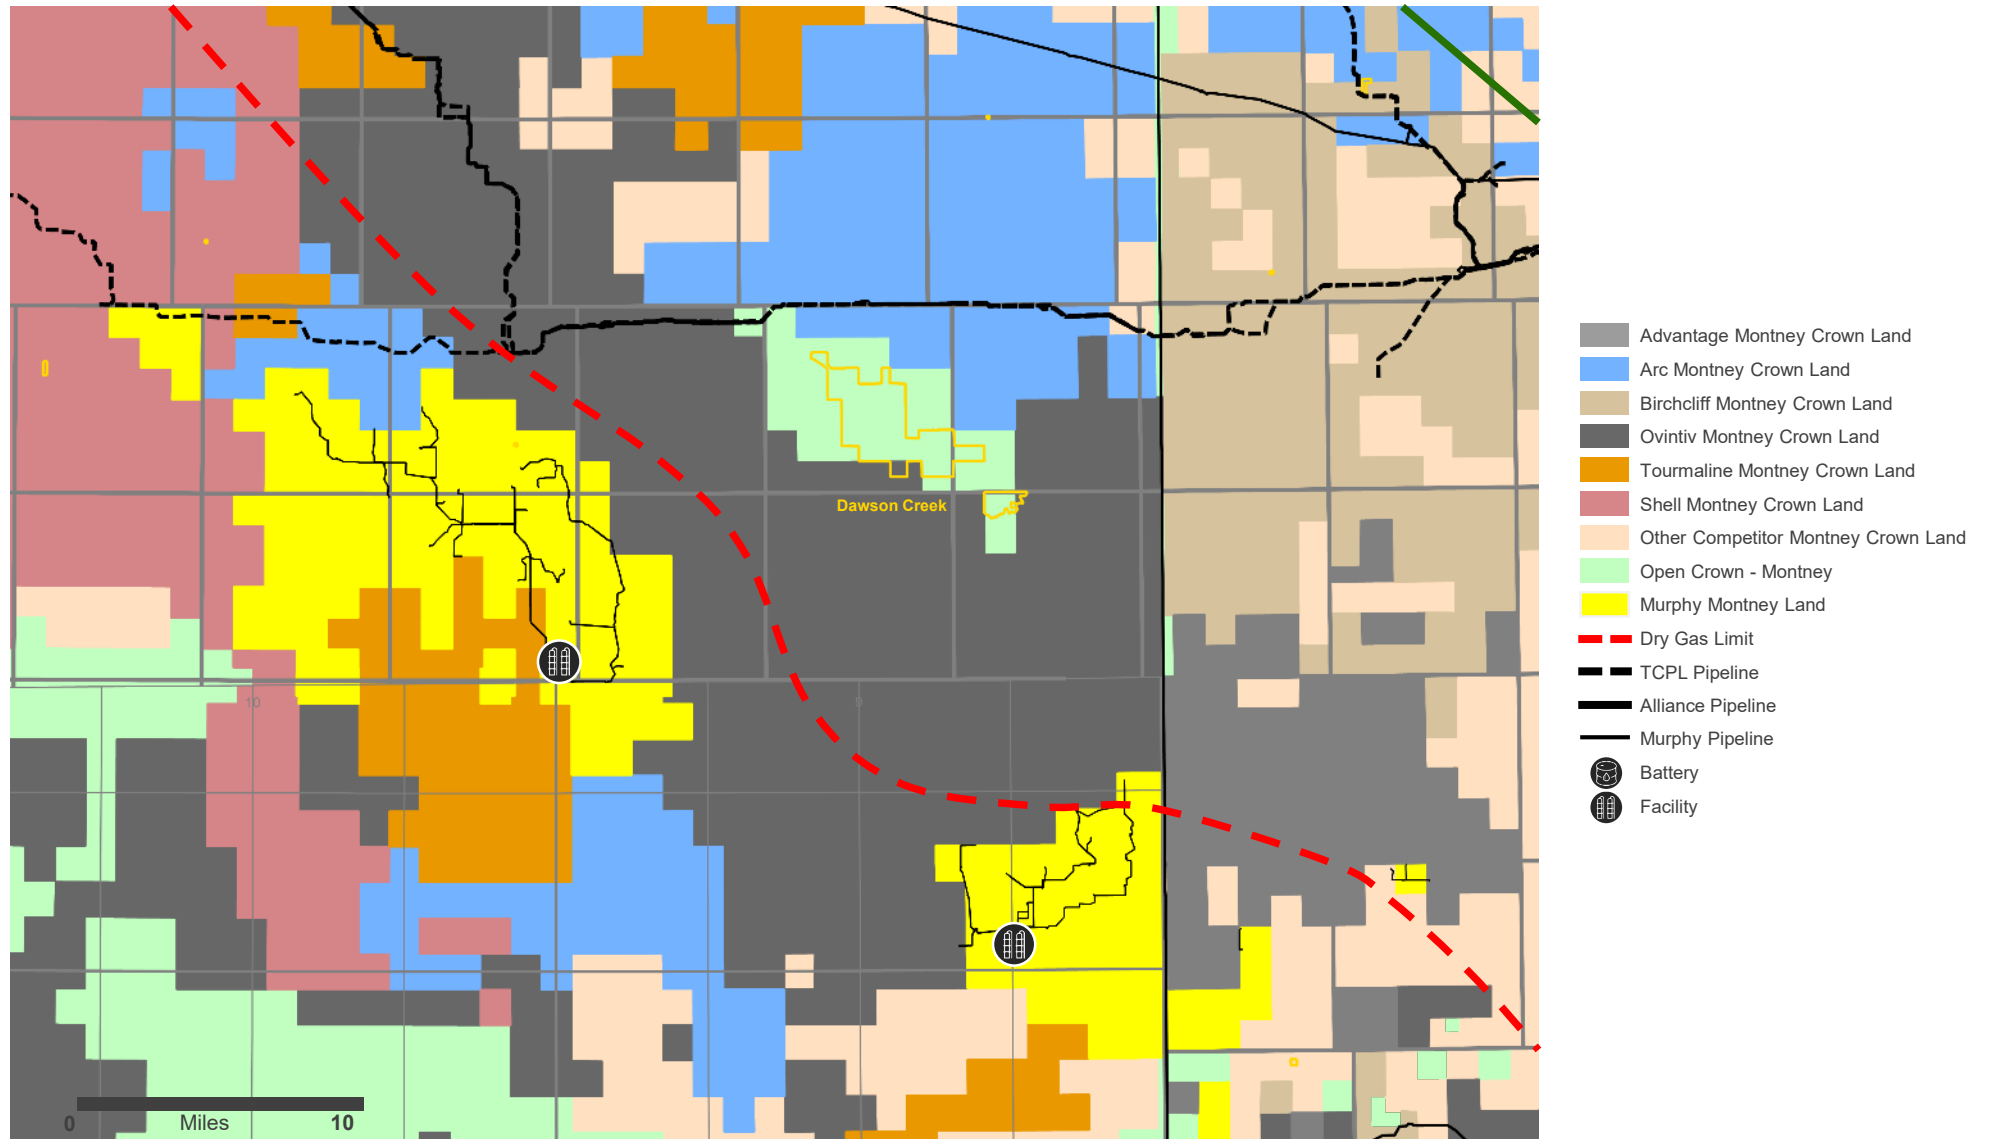 Dawson Creek
10
9
0
Miles
10
Advantage Montney Crown Land
Arc Montney Crown Land
Birchcliff Montney Crown Land
Ovintiv Montney Crown Land
Tourmaline Montney Crown Land
Shell Montney Crown Land
Other Competitor Montney Crown Land
Open Crown - Montney
Murphy Montney Land
Dry Gas Limit
TCPL Pipeline
Alliance Pipeline
Murphy Pipeline
Battery
Facility